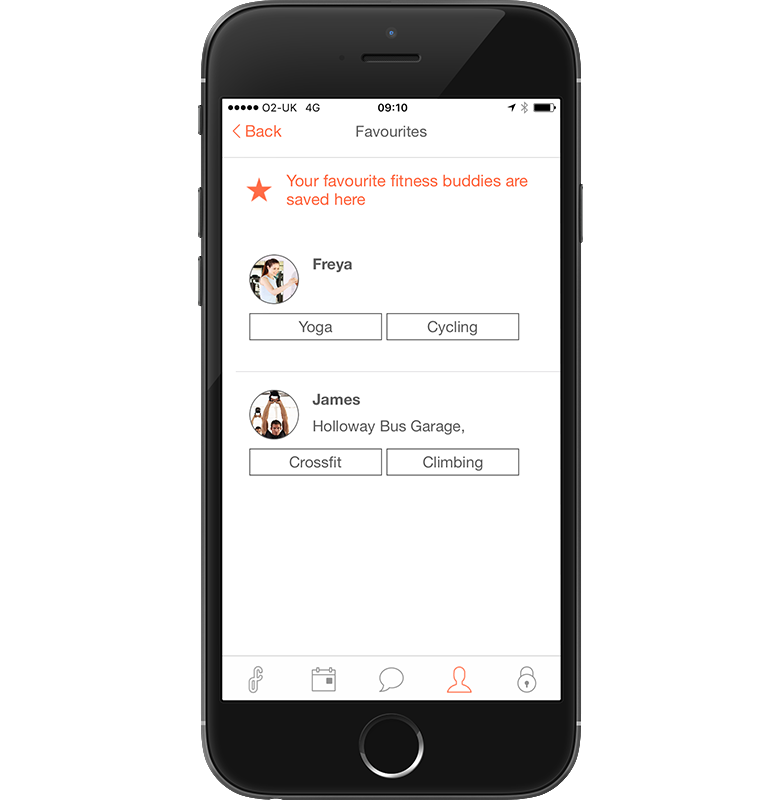 O2-UK 4G 09:10
Back Favourites
Your favourite fitness buddies are
saved here
Freya
Yoga Cycling
James
Holloway Bus Garage,
Crossfit Climbing